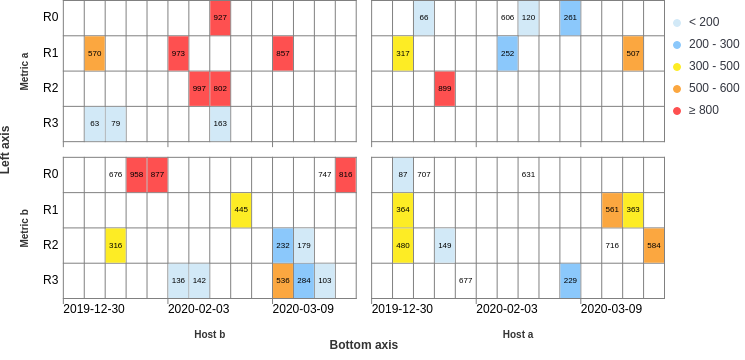 R0 927 66 606 120 261
R1 570 973 857 317 252 507
R2 997 802 899
R3 63 79 163
Metric a
R0 676 958 877 747 816 87 707 631
R1 445 364 561 363
R2 316 232 179 480 149 716 584
R3 136 142 536 284 103 677 229
Metric b
Left axis
2019-12-30 2020-02-03 2020-03-09 2019-12-30 2020-02-03 2020-03-09
Host b Host a
Bottom axis
< 200
200 - 300
300 - 500
500 - 600
≥ 800